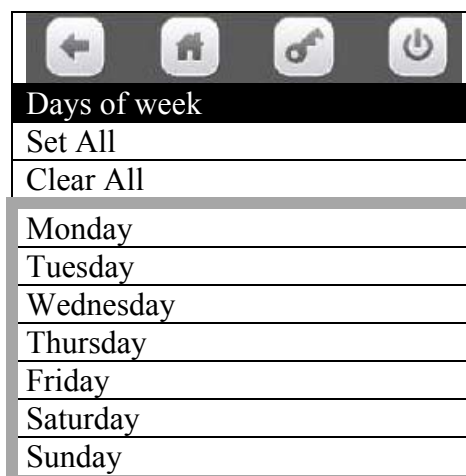 Days of week
Set All
Clear All
Monday
Tuesday
Wednesday
Thursday
Friday
Saturday
Sunday